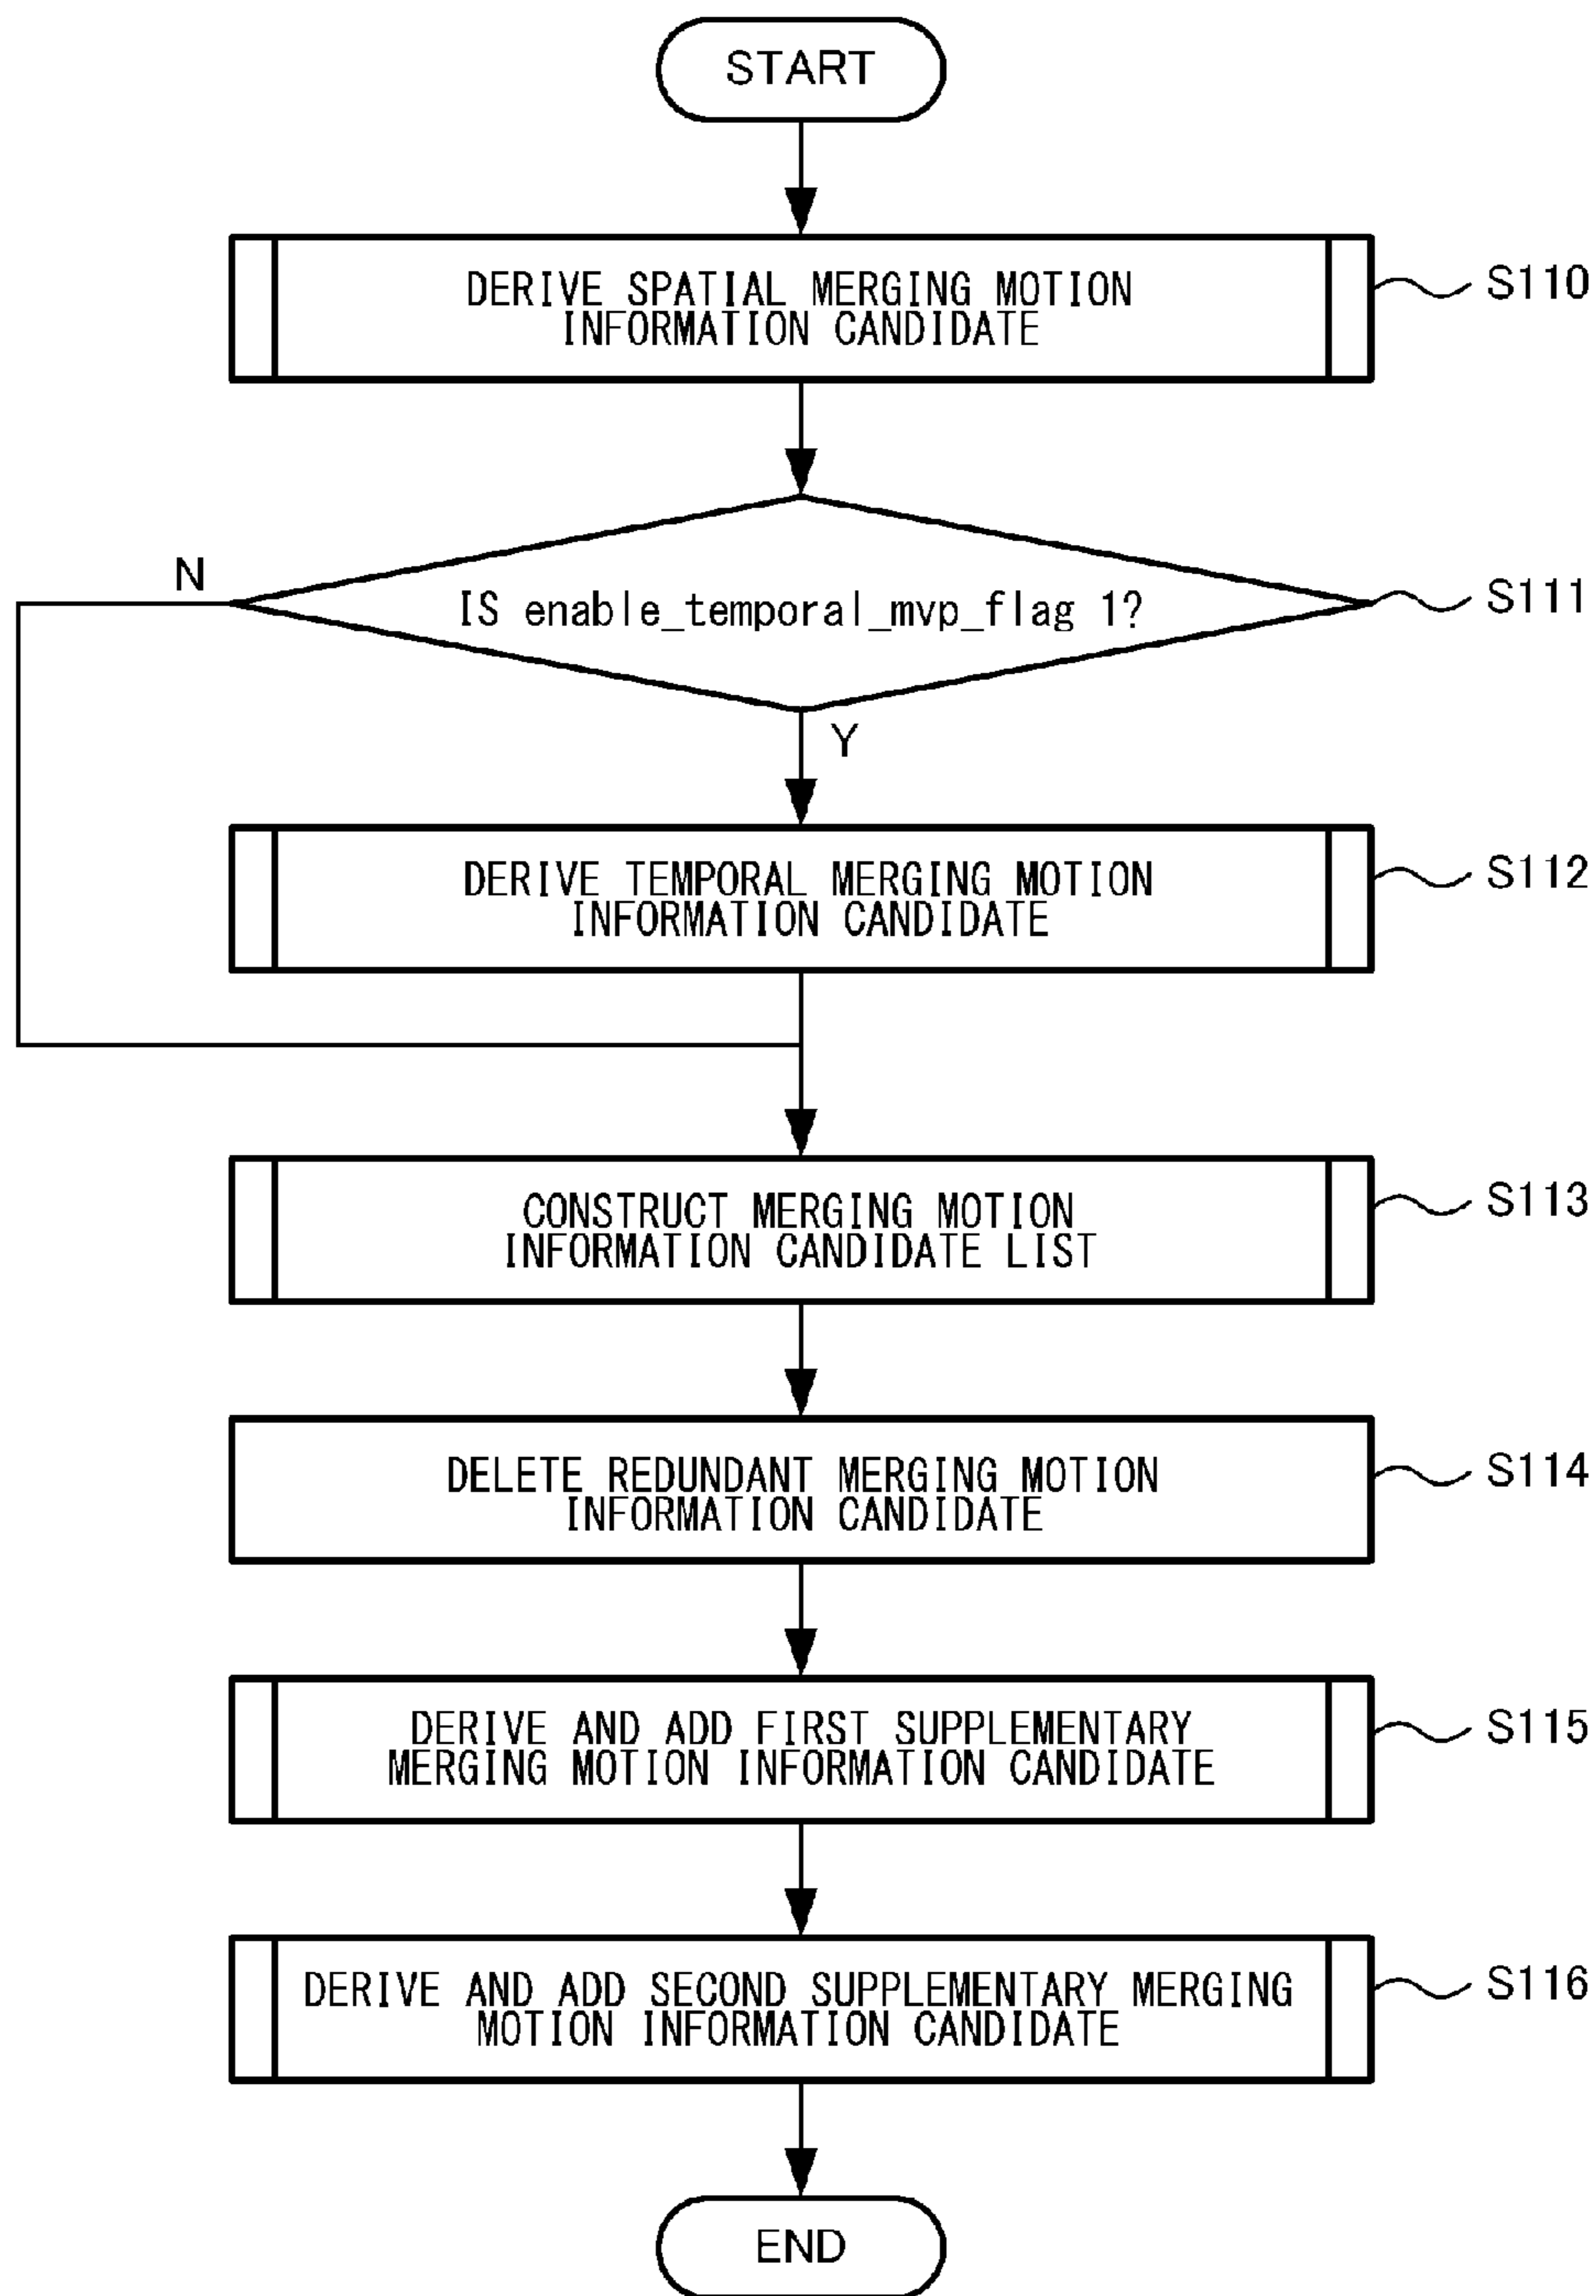 START
DERIVE SPATIAL MERGING MOTION
INFORMATION CANDIDATE
S110
N
IS enable_temporal_mvp_flag 1?
S111
Y
DERIVE TEMPORAL MERGING MOTION
INFORMATION CANDIDATE
S112
CONSTRUCT MERGING MOTION
INFORMATION CANDIDATE LIST
S113
DELETE REDUNDANT MERGING MOTION
INFORMATION CANDIDATE
S114
DERIVE AND ADD FIRST SUPPLEMENTARY
MERGING MOTION INFORMATION CANDIDATE
S115
DERIVE AND ADD SECOND SUPPLEMENTARY MERGING
MOTION INFORMATION CANDIDATE
S116
END